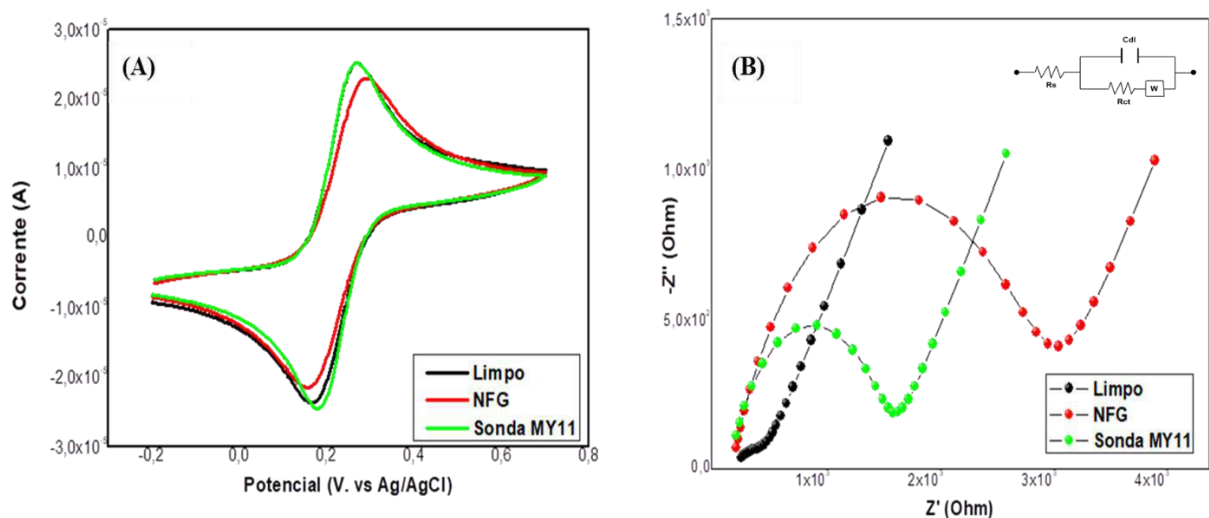 (A)
3,0x10⁻⁵
2,0x10⁻⁵
1,0x10⁻⁵
0,0
-1,0x10⁻⁵
-2,0x10⁻⁵
-3,0x10⁻⁵
Corrente (A)
-0,2
0,0
0,2
0,3
0,6
0,8
Potencial (V. vs Ag/AgCl)
Limpo
NFG
Sonda MY11
(B)
1,5x10³
1,0x10³
5,0x10²
0,0
-Z'' (Ohm)
1x10³
2x10³
3x10³
4x10³
Z' (Ohm)
Cdl
Rs
Rct
W
Limpo
NFG
Sonda MY11